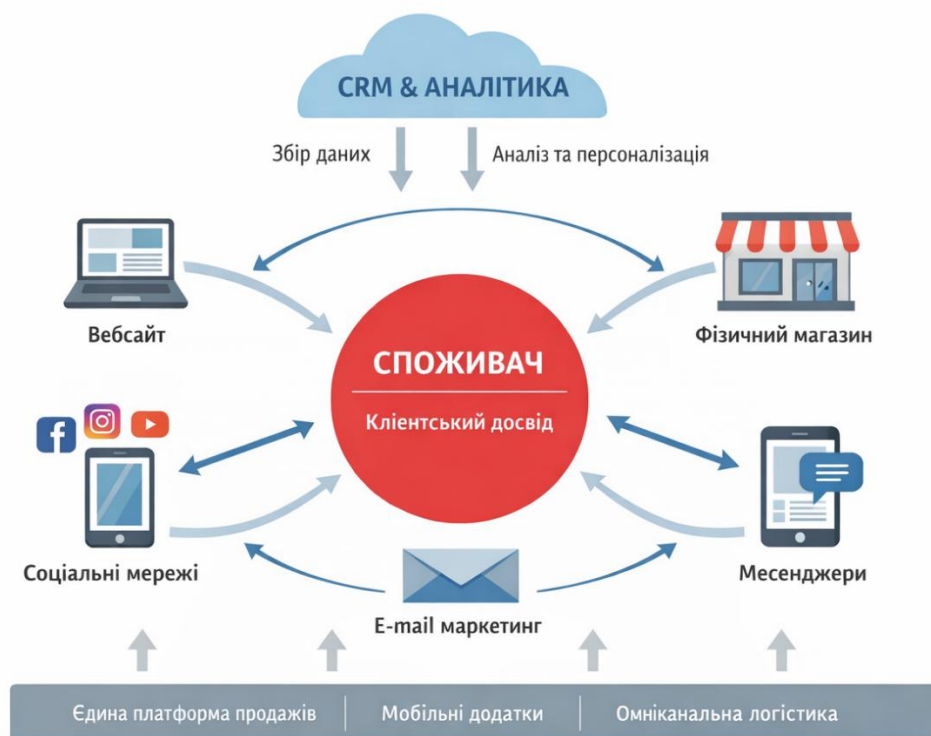 CRM & АНАЛІТИКА
Збір даних
Аналіз та персоналізація
Вебсайт
Фізичний магазин
СПОЖИВАЧ
Кліентський досвід
Соціальні мережі
Месенджери
E-mail маркетинг
Єдина платформа продажів
Мобільні додатки
Омніканальна логістика